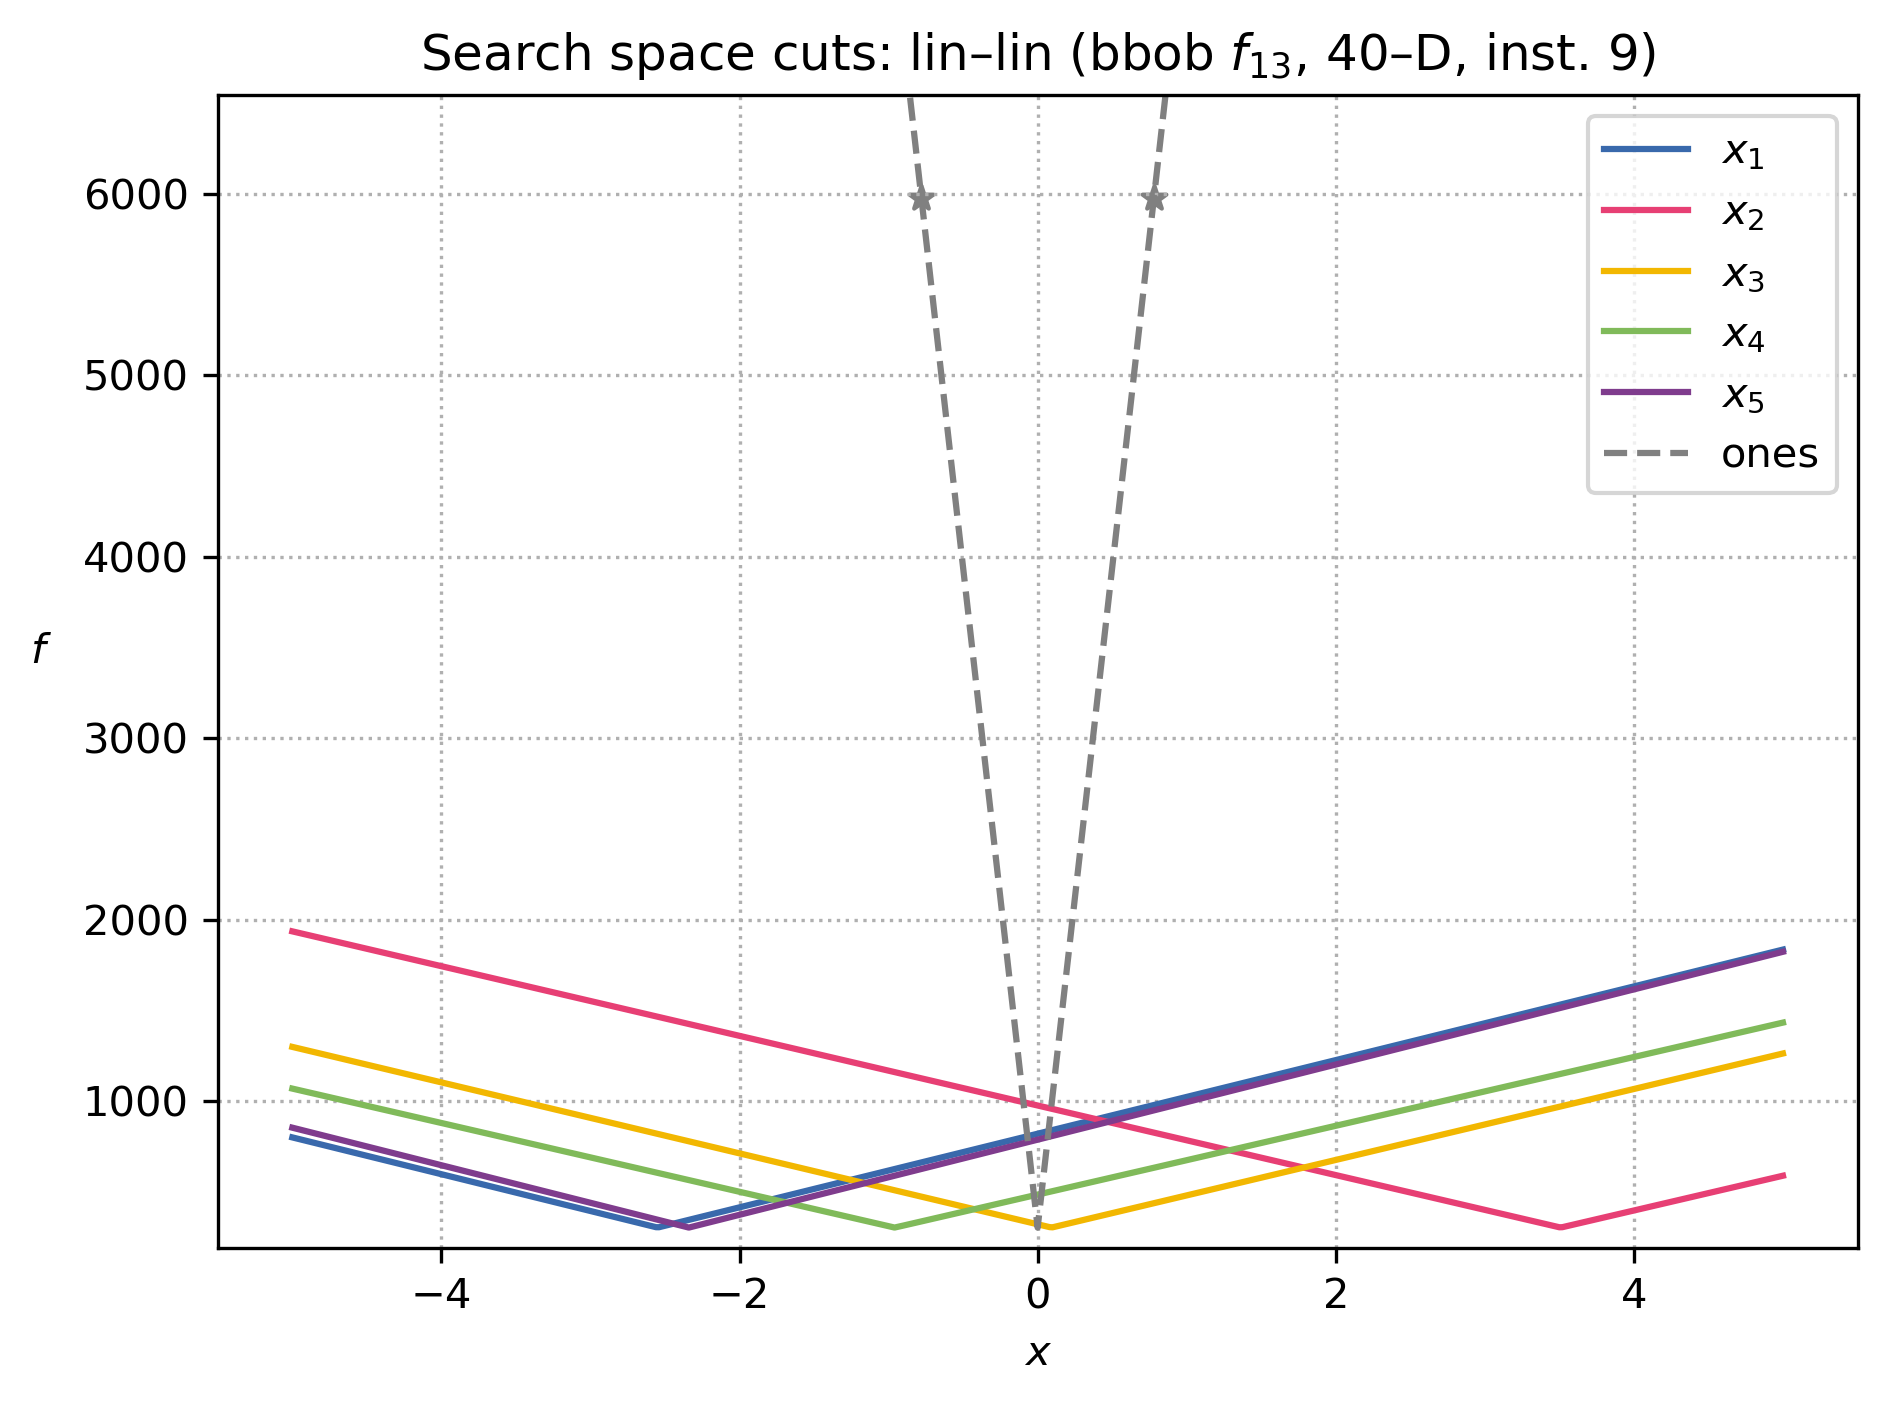 Search space cuts: lin–lin (bbob f13, 40–D, inst. 9)
x1
x2
x3
x4
x5
ones
6000
5000
4000
3000
2000
1000
f
−4 −2 0 2 4
x